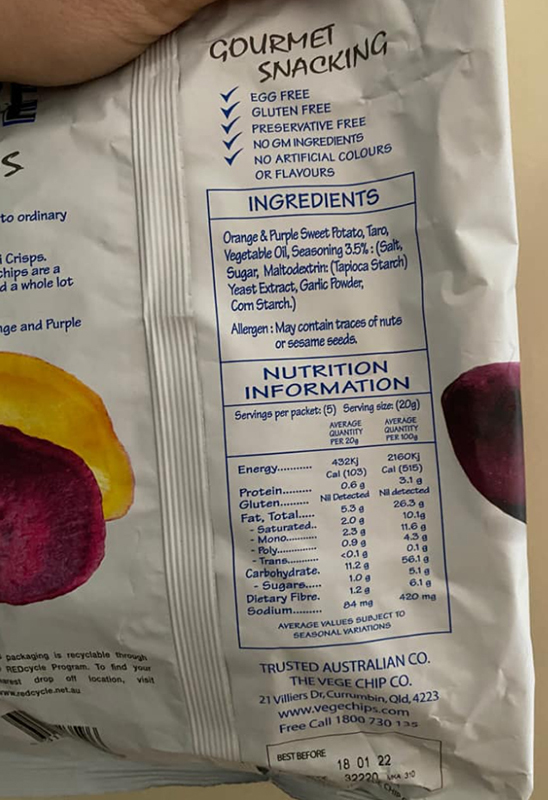 S
to ordinary
Crisps.
chips are a
d a whole lot
nge and Purple
packaging is recyclable through
REDcycle Program. To find your
drop off location, visit
www.redcycle.net.au
GOURMET
SNACKING
EGG FREE
GLUTEN FREE
PRESERVATIVE FREE
NO GM INGREDIENTS
NO ARTIFICIAL COLOURS
OR FLAVOURS
INGREDIENTS
Orange & Purple Sweet Potato, Taro,
Vegetable Oil, Seasoning 3.5% : (Salt,
Sugar, Maltodextrin: (Tapioca Starch)
Yeast Extract, Garlic Powder,
Corn Starch.)
Allergen : May contain traces of nuts
or sesame seeds.
NUTRITION
INFORMATION
Servings per packet: (5) Serving size: (20g)
AVERAGE QUANTITY PER 20g AVERAGE QUANTITY PER 100g
Energy........... 432Kj 2160Kj
Cal (103) Cal (515)
Protein......... 0.6 g 3.1 g
Gluten......... Nil Detected Nil detected
Fat, Total..... 5.3 g 26.3 g
- Saturated.. 2.0 g 10.1g
- Mono........... 2.3 g 11.6 g
- Poly............. 0.9 g 4.3 g
- Trans.......... <0.1 g 0.1 g
Carbohydrate. 11.2 g 56.1 g
- Sugars..... 1.0 g 5.1 g
Dietary Fibre. 1.2 g 6.1 g
Sodium......... 84 mg 420 mg
AVERAGE VALUES SUBJECT TO
SEASONAL VARIATIONS
TRUSTED AUSTRALIAN CO.
THE VEGE CHIP CO.
21 Villiers Dr, Currumbin, Qld, 4223
www.vegechips.com
Free Call 1800 730 135
BEST BEFORE 18 01 22
32220